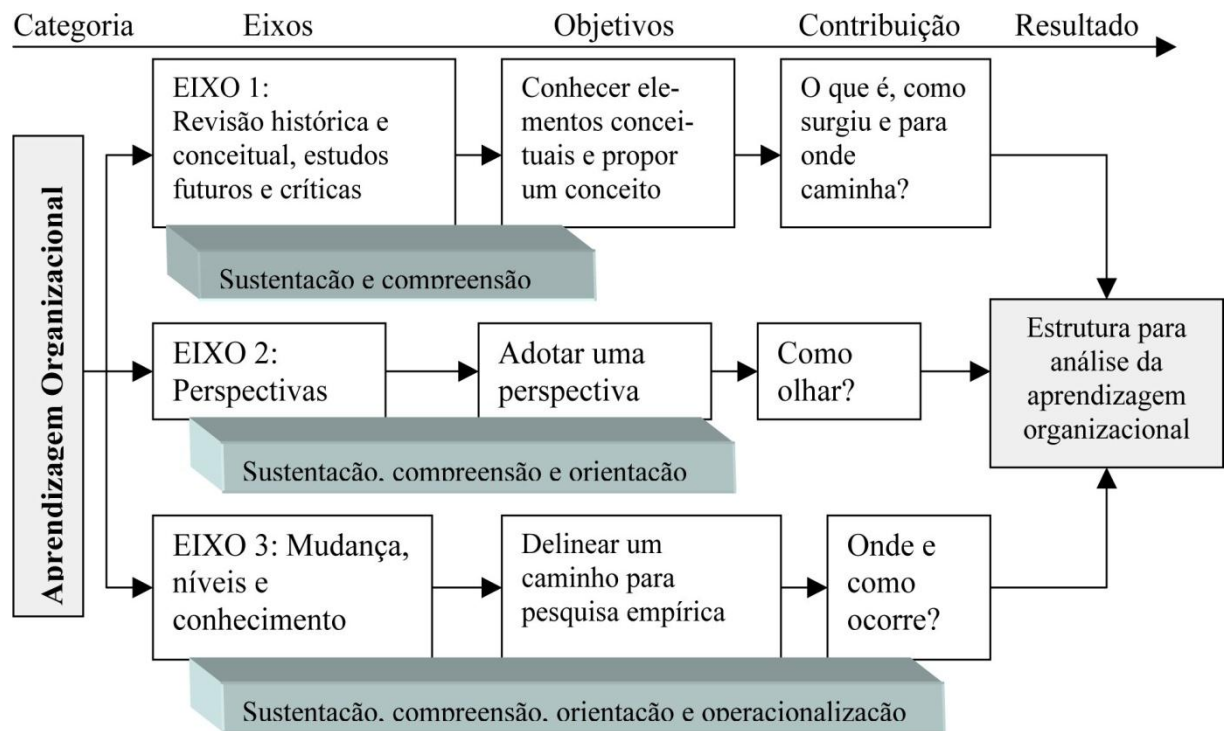 Categoria Eixos Objetivos Contribuição Resultado
Aprendizagem Organizacional
EIXO 1:
Revisão histórica e
conceitual, estudos
futuros e críticas
Conhecer ele-
mentos concei-
tuais e propor
um conceito
O que é, como
surgiu e para
onde
caminha?
Sustentação e compreensão
EIXO 2:
Perspectivas
Adotar uma
perspectiva
Como
olhar?
Sustentação, compreensão e orientação
EIXO 3: Mudança,
níveis e
conhecimento
Delinear um
caminho para
pesquisa empírica
Onde e
como
ocorre?
Sustentação, compreensão, orientação e operacionalização
Estrutura para
análise da
aprendizagem
organizacional